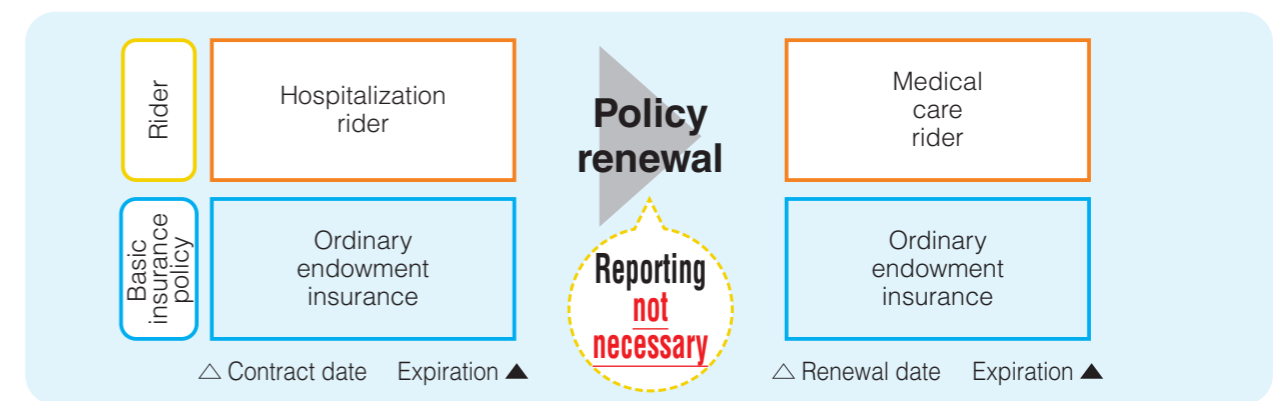 Rider
Hospitalization
rider
Policy
renewal
Medical
care
rider
Basic
insurance
policy
Ordinary
endowment
insurance
Reporting
not
necessary
Ordinary
endowment
insurance
△ Contract date Expiration ▲
△ Renewal date Expiration ▲